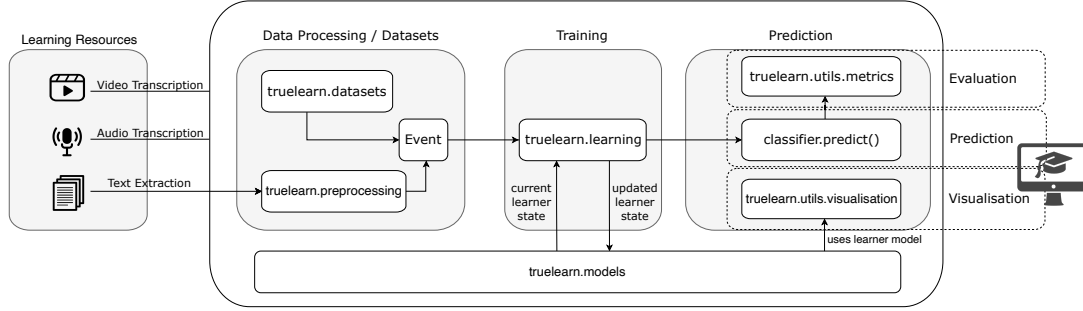 Learning Resources
Video Transcription
Audio Transcription
Text Extraction
Data Processing / Datasets
truelearn.datasets
Event
truelearn.preprocessing
Training
truelearn.learning
current
learner
state
updated
learner
state
Prediction
truelearn.utils.metrics
Evaluation
classifier.predict()
Prediction
truelearn.utils.visualisation
Visualisation
uses learner model
truelearn.models